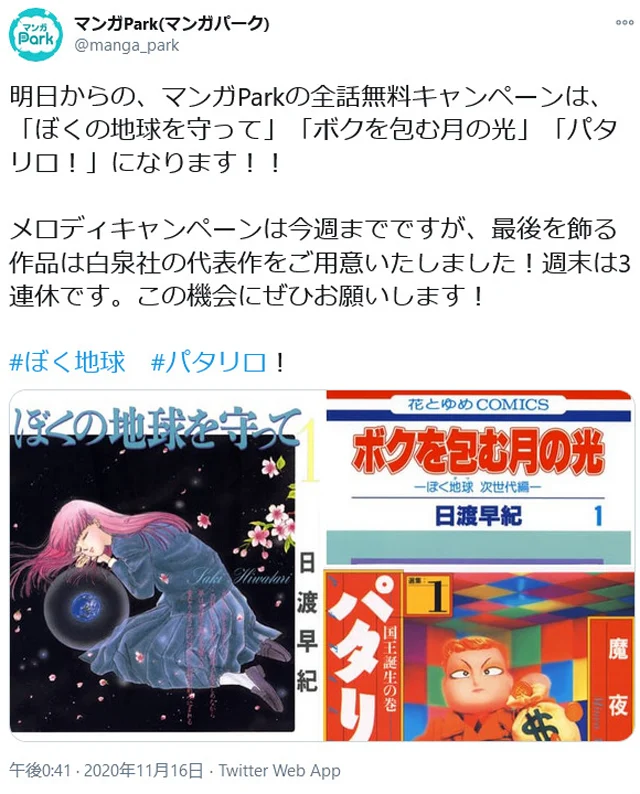 マンガPark(マンガパーク)
@manga_park
マンガ
Park
明日からの、マンガParkの全話無料キャンペーンは、
「ぼくの地球を守って」「ボクを包む月の光」「パタ
リロ！」になります！！
メロディキャンペーンは今週までですが、最後を飾る
作品は白泉社の代表作をご用意いたしました！週末は3
連休です。この機会にぜひお願いします！
#ぼく地球　#パタリロ！
ぼくの地球を守って
1
日渡早紀
Saki Hiwatari
花とゆめCOMICS
ボクを包む月の光
―ぼく地球 次世代編―
日渡早紀 1
パタリ
国王誕生の巻
選集
1
魔夜
$
午後0:41 · 2020年11月16日 · Twitter Web App